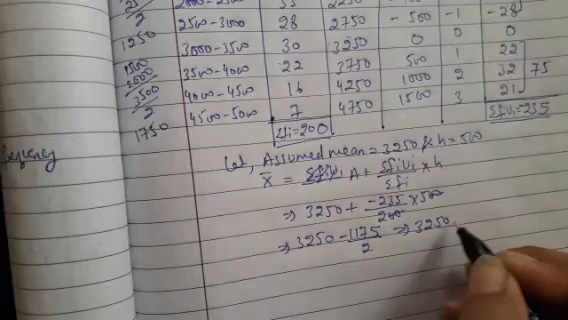 2
2500-3000 28 2750 -500 -1 -28
1250
3000-3500 30 3250 0 0 0
3500-4000 22 3750 500 1 22
3500
4000-4500 16 4250 1000 2 32 75
2
4500-5000 7 4750 1500 3 21
1750
Σfi=200 Σfiui=235
Let, Assumed mean = 3250 & h = 500
X̄ = A + Σfiui/Σfi × h
⇒ 3250 + -235/200 × 500
⇒ 3250 - 1175/2 ⇒ 3250